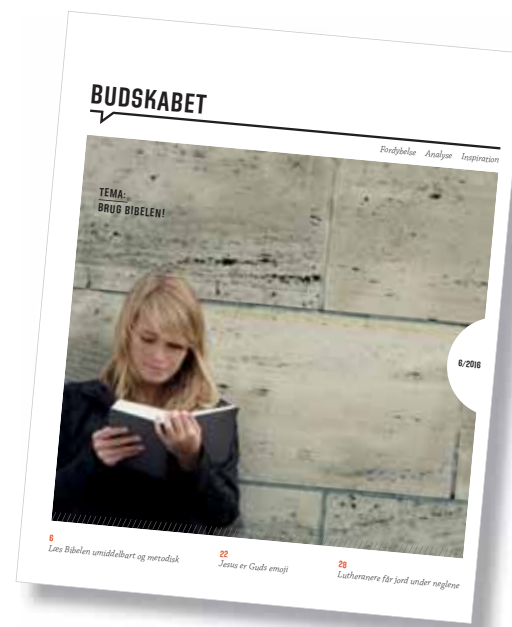 BUDSKABET
Fordybelse Analyse Inspiration
TEMA:
BRUG BIBELEN!
6/2016
6
Læs Bibelen umiddelbart og metodisk
22
Jesus er Guds emoji
28
Lutheranere får jord under neglene